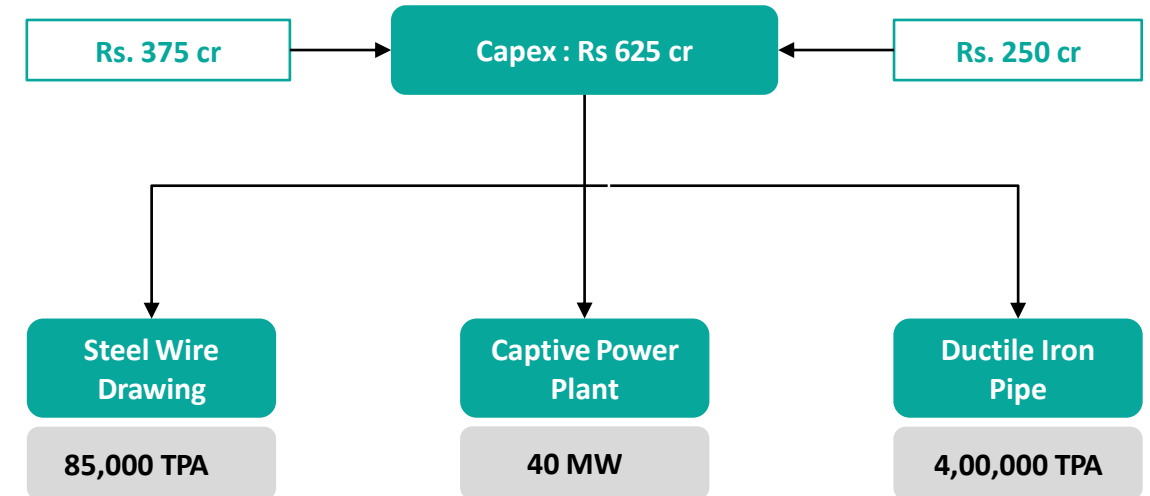 Rs. 375 cr
Capex : Rs 625 cr
Rs. 250 cr
Steel Wire
Drawing
Captive Power
Plant
Ductile Iron
Pipe
85,000 TPA
40 MW
4,00,000 TPA